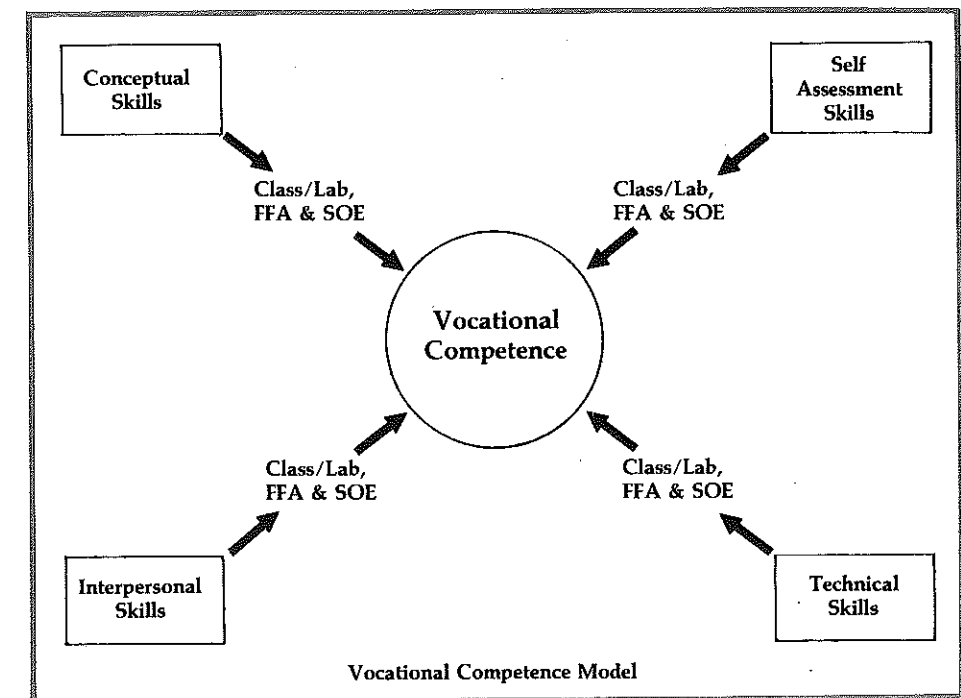 Conceptual
Skills
Self
Assessment
Skills
Class/Lab,
FFA & SOE
Class/Lab,
FFA & SOE
Vocational
Competence
Class/Lab,
FFA & SOE
Class/Lab,
FFA & SOE
Interpersonal
Skills
Technical
Skills
Vocational Competence Model